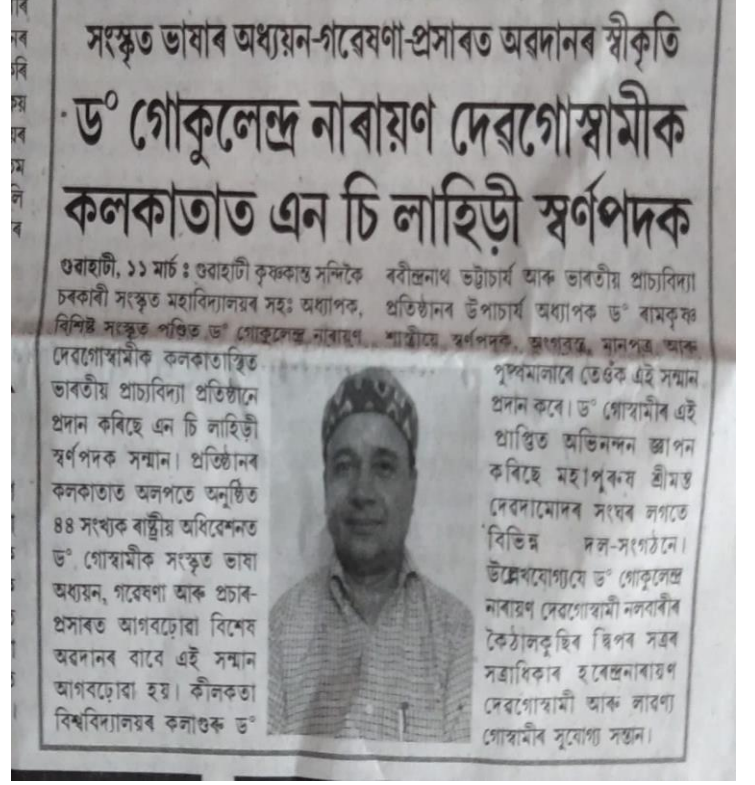 সংস্কৃত ভাষাৰ অধ্যয়ন-গৱেষণা-প্ৰসাৰত অৱদানৰ স্বীকৃতি
ড° গোকুলেন্দ্ৰ নাৰায়ণ দেৱগোস্বামীক
কলকাতাত এন চি লাহিড়ী স্বৰ্ণপদক
গুৱাহাটী, ১১ মাৰ্চ : গুৱাহাটী কৃষ্ণকান্ত সন্দিকৈ
চৰকাৰী সংস্কৃত মহাবিদ্যালয়ৰ সহঃ অধ্যাপক,
বিশিষ্ট সংস্কৃত পণ্ডিত ড° গোকুলেন্দ্ৰ নাৰায়ণ
দেৱগোস্বামীক কলকাতাস্থিত
ভাৰতীয় প্ৰাচ্যবিদ্যা প্ৰতিষ্ঠানে
প্ৰদান কৰিছে এন চি লাহিড়ী
স্বৰ্ণপদক সন্মান। প্ৰতিষ্ঠানৰ
কলকাতাত অলপতে অনুষ্ঠিত
৪৪ সংখ্যক ৰাষ্ট্ৰীয় অধিৱেশনত
ড° গোস্বামীক সংস্কৃত ভাষা
অধ্যয়ন, গৱেষণা আৰু প্ৰচাৰ-
প্ৰসাৰত আগবঢ়োৱা বিশেষ
অৱদানৰ বাবে এই সন্মান
আগবঢ়োৱা হয়। কলিকতা
বিশ্ববিদ্যালয়ৰ কলাগুৰু ড°
ৰবীন্দ্ৰনাথ ভট্টাচাৰ্য আৰু ভাৰতীয় প্ৰাচ্যবিদ্যা
প্ৰতিষ্ঠানৰ উপাচাৰ্য অধ্যাপক ড° ৰামকৃষ্ণ
শাস্ত্ৰীয়ে স্বৰ্ণপদক, অংগবস্ত্ৰ, মানপত্ৰ আৰু
পুষ্পমালাৰে তেওঁক এই সন্মান
প্ৰদান কৰে। ড° গোস্বামীৰ এই
প্ৰাপ্তিত অভিনন্দন জ্ঞাপন
কৰিছে মহাপুৰুষ শ্ৰীমন্ত
দেৱদামোদৰ সংঘৰ লগতে
বিভিন্ন দল-সংগঠনে।
উল্লেখযোগ্যযে ড° গোকুলেন্দ্ৰ
নাৰায়ণ দেৱগোস্বামী নলবাৰীৰ
কৈঠালকুছিৰ দ্বিপৰ সত্ৰৰ
সত্ৰাধিকাৰ হৰেন্দ্ৰনাৰায়ণ
দেৱগোস্বামী আৰু লাৱণ্য
গোস্বামীৰ সুযোগ্য সন্তান।